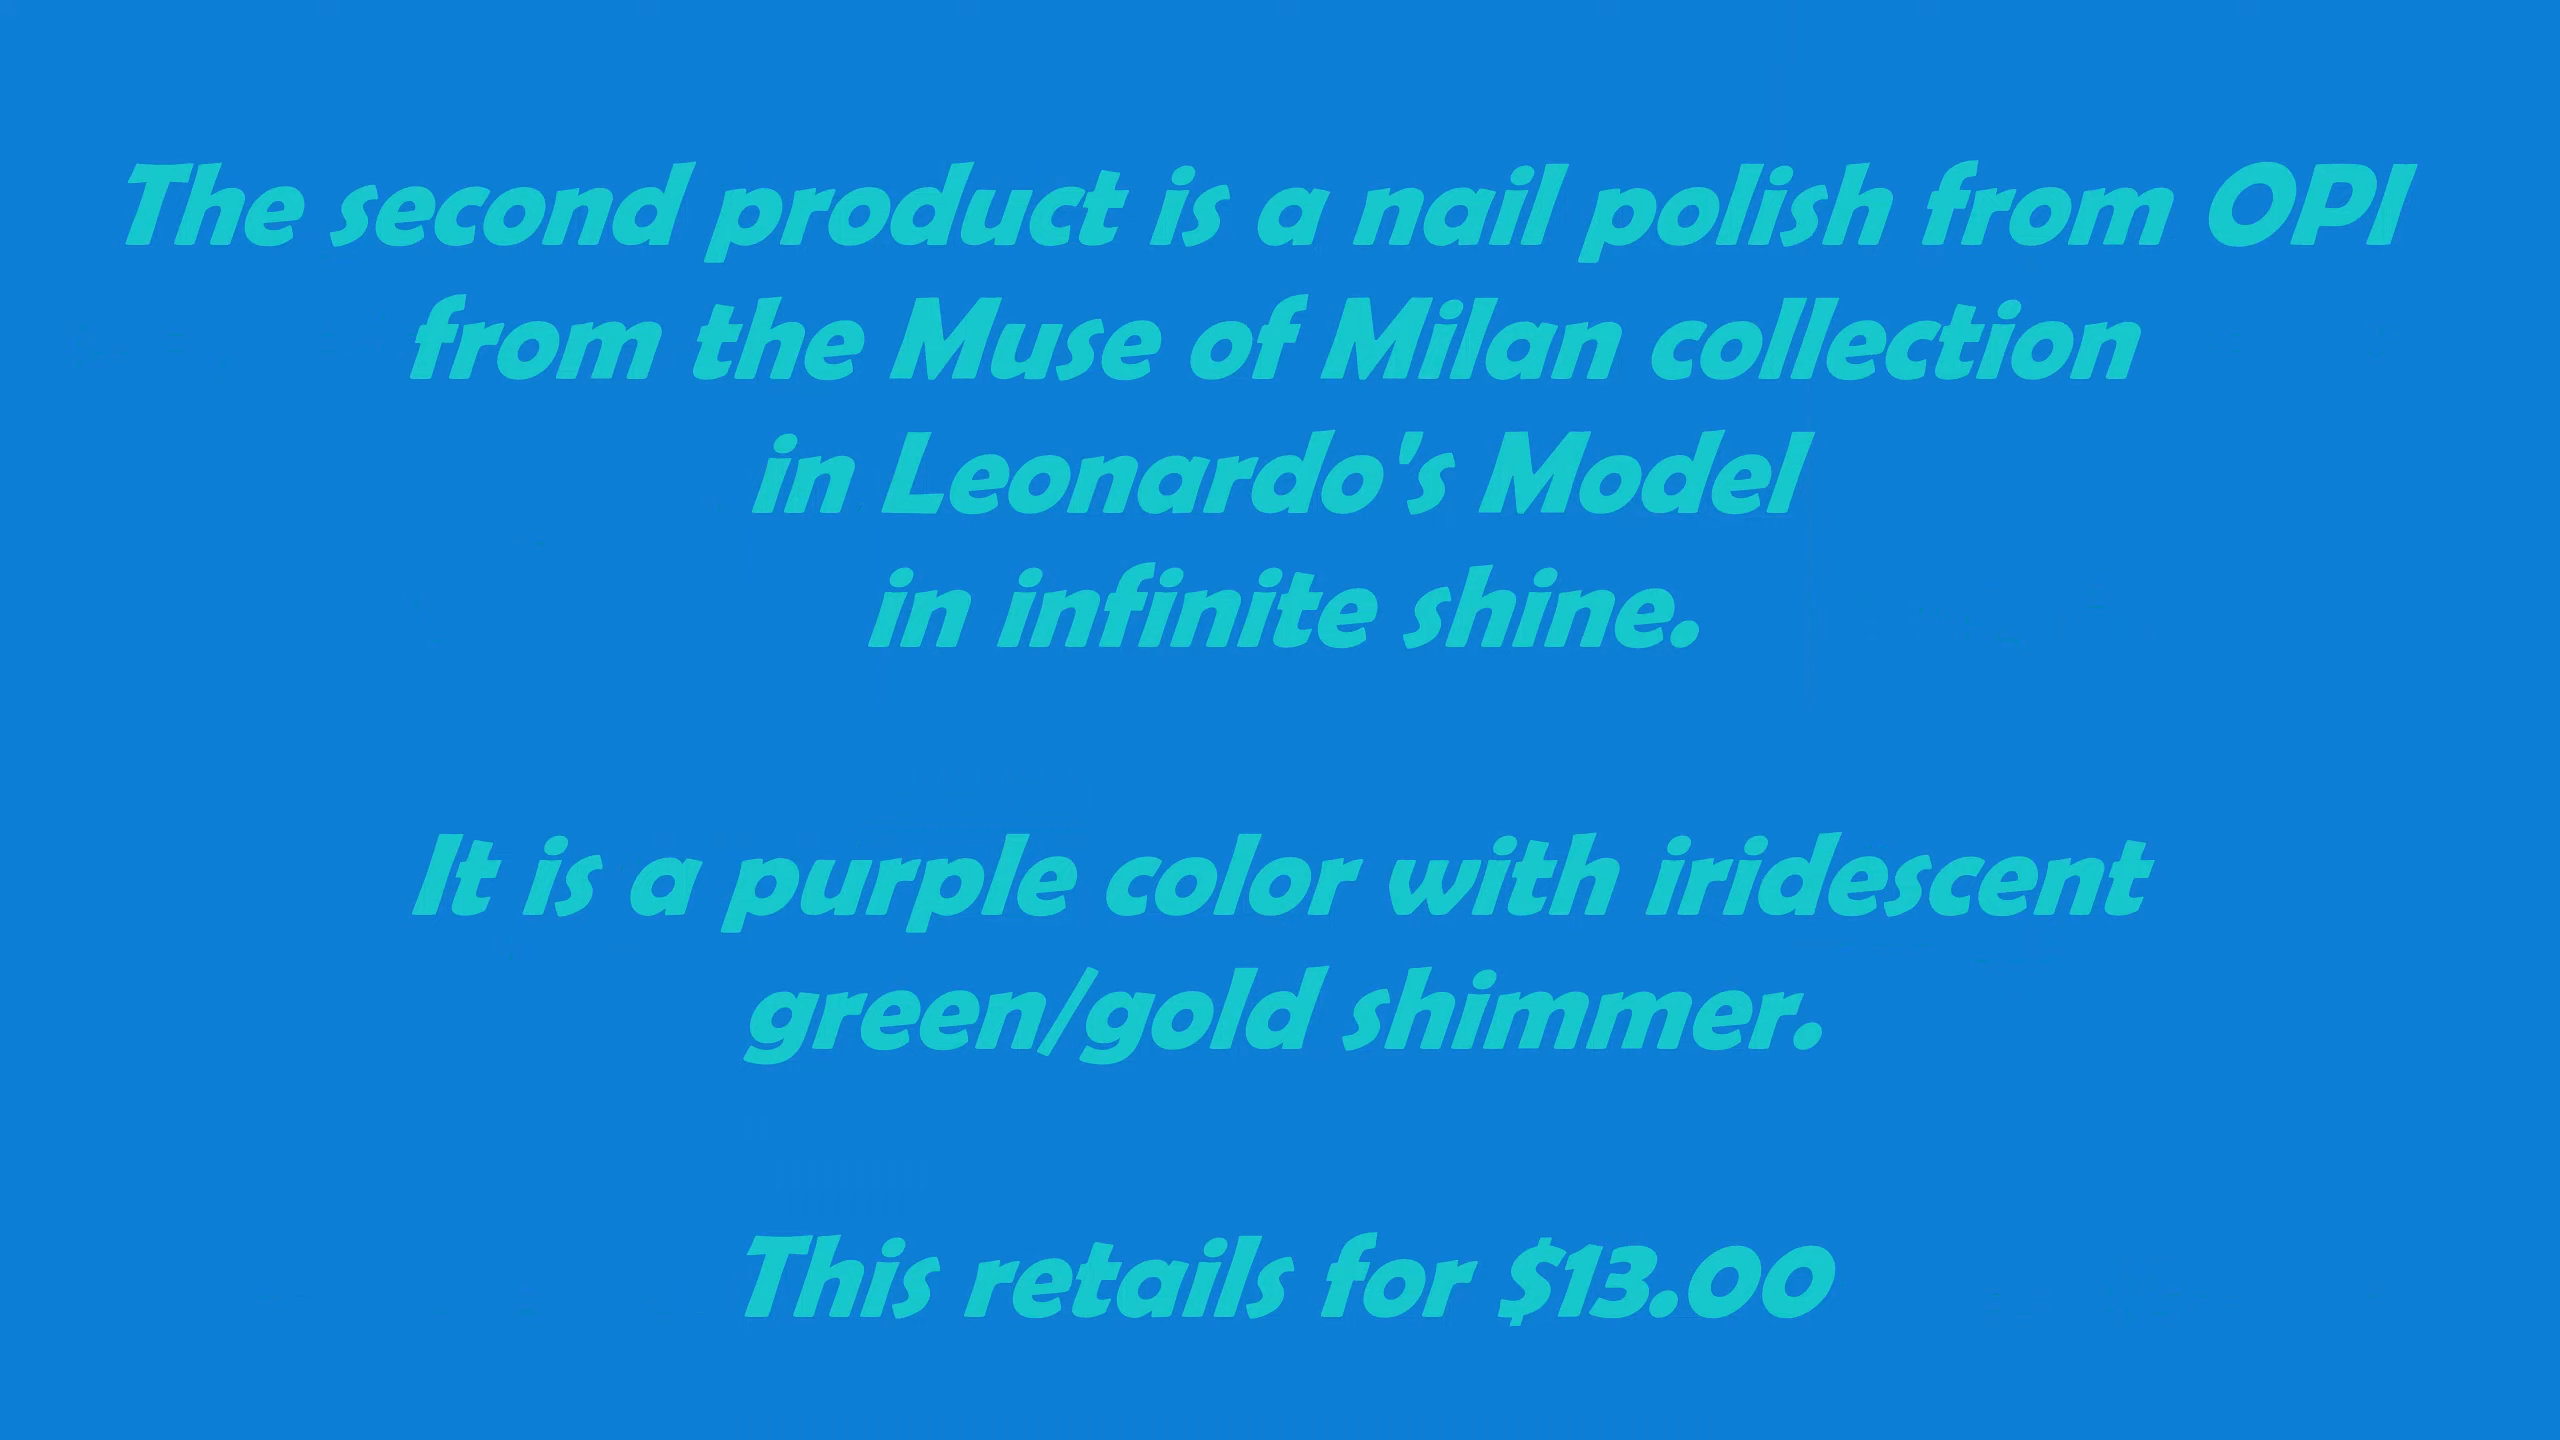 The second product is a nail polish from OPI
from the Muse of Milan collection
in Leonardo's Model
in infinite shine.
It is a purple color with iridescent
green/gold shimmer.
This retails for $13.00